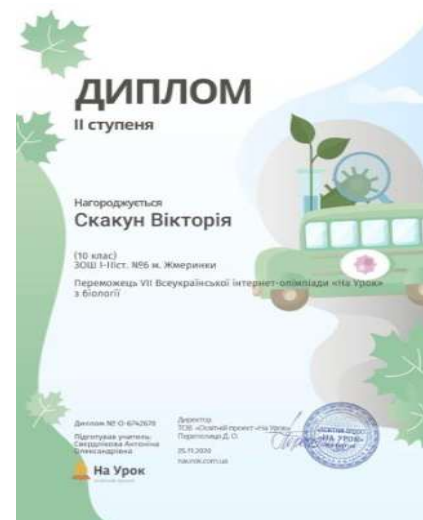 ДИПЛОМ
ІІ ступеня
Нагороджується
Скакун Вікторія
(10 клас)
ЗОШ І-ІІІст. №6 м. Жмеринки
Переможець VII Всеукраїнської інтернет-олімпіади «На Урок»
з біології
Диплом № О-6742670
Підготував учитель:
Свердлікова Антоніна
Олександрівна
Директор
ТОВ «Освітній проект «На Урок»
Д. О.
25.11.2020
naurok.com.ua
На Урок
«НА УРОК»